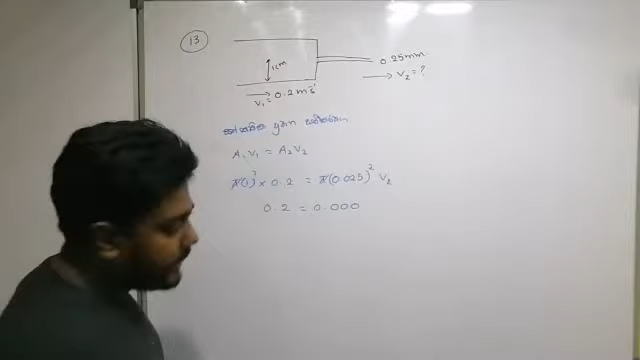 13
1cm
0.25mm
V₂ = ?
V₁ = 0.2 ms⁻¹
A₁V₁ = A₂V₂
π(1)² × 0.2 = π(0.025)² V₂
0.2 = 0.000